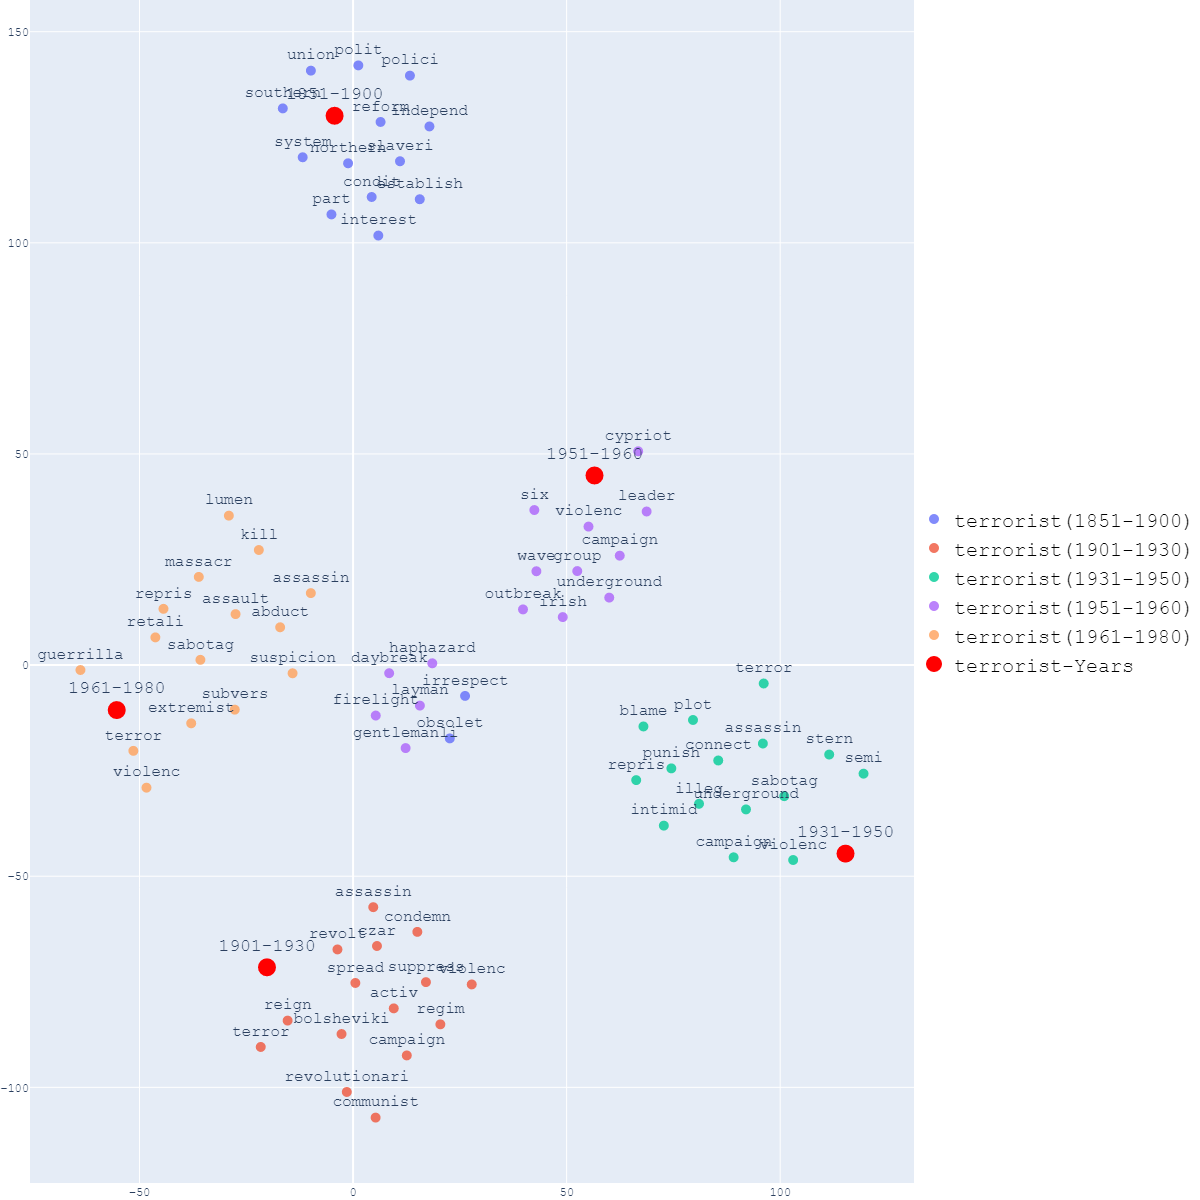 150
polit
union
polici
southern
1851-1900
reform
independ
system
northern
slaveri
condit
establish
part
interest
100
50
cypriot
1951-1960
six
leader
violenc
campaign
wave
group
underground
outbreak
irish
lumen
kill
massacr
assassin
repris
assault
abduct
retali
sabotag
guerrilla
suspicion
1961-1980
subvers
extremist
terror
violenc
0
haphazard
daybreak
irrespect
layman
firelight
obsolet
gentlemanli
terror
plot
blame
assassin
stern
connect
punish
semi
repris
sabotag
illeg
underground
intimid
1931-1950
campaign
violenc
-50
assassin
condemn
czar
revolt
1901-1930
spread
suppress
violenc
activ
reign
regim
bolsheviki
terror
campaign
revolutionari
-100
communist
-50
0
50
100
terrorist(1851-1900)
terrorist(1901-1930)
terrorist(1931-1950)
terrorist(1951-1960)
terrorist(1961-1980)
terrorist-Years